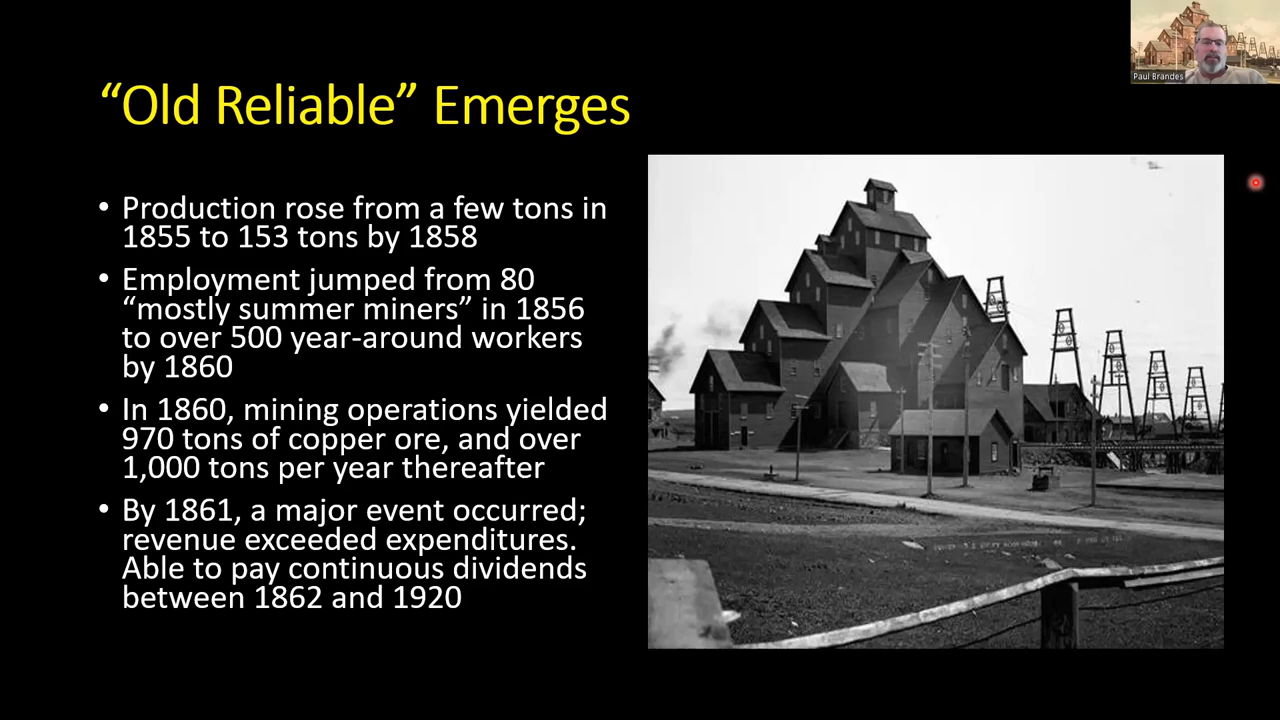 Paul Brandes
“Old Reliable” Emerges
• Production rose from a few tons in
1855 to 153 tons by 1858
• Employment jumped from 80
“mostly summer miners” in 1856
to over 500 year-around workers
by 1860
• In 1860, mining operations yielded
970 tons of copper ore, and over
1,000 tons per year thereafter
• By 1861, a major event occurred;
revenue exceeded expenditures.
Able to pay continuous dividends
between 1862 and 1920